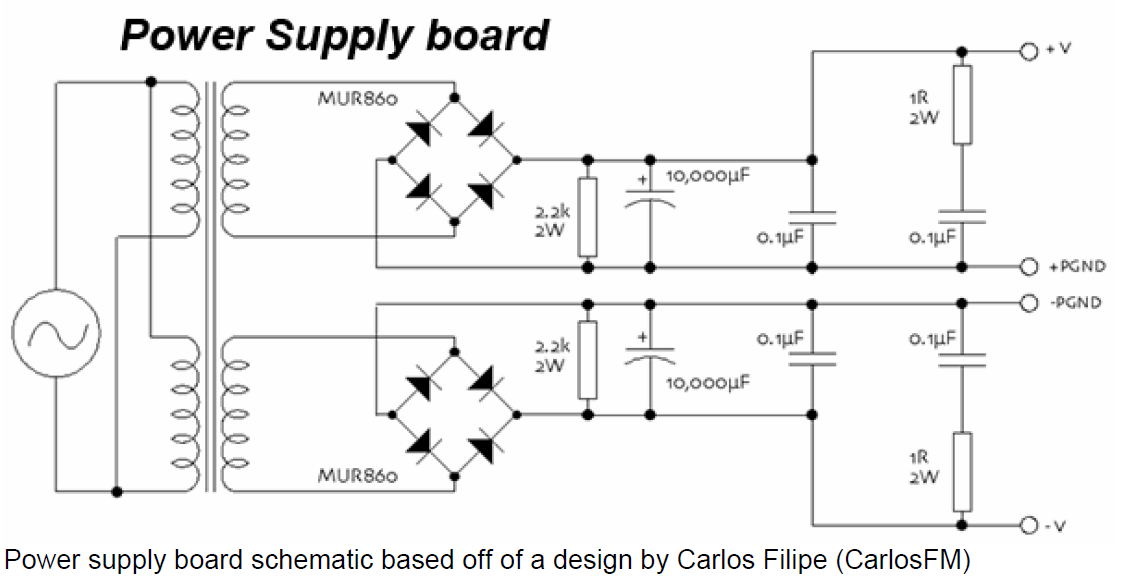 Power Supply board
+ V
MUR860
1R
2W
+
10,000µF
2.2k
2W
0.1µF
0.1µF
+PGND
-PGND
2.2k
2W
+
10,000µF
0.1µF
0.1µF
MUR860
1R
2W
- V
Power supply board schematic based off of a design by Carlos Filipe (CarlosFM)